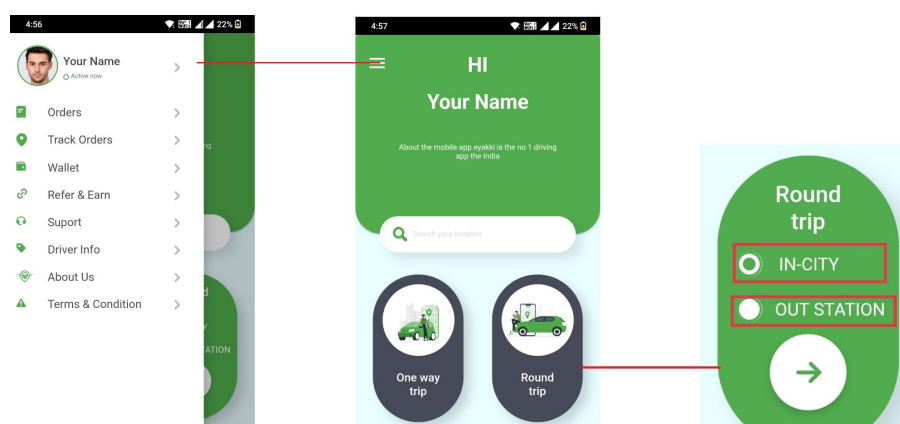 4:56
22%
Your Name
Active now
Orders
Track Orders
Wallet
Refer & Earn
Suport
Driver Info
About Us
Terms & Condition
ng
d
Y
ATION
4:57
22%
HI
Your Name
About the mobile app eyakki is the no 1 driving
app the India
Search your location
One way
trip
Round
trip
Round
trip
IN-CITY
OUT STATION